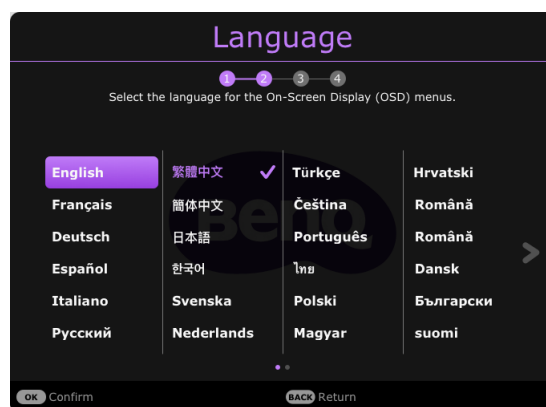 Language
1 2 3 4
Select the language for the On-Screen Display (OSD) menus.
English
Français
Deutsch
Español
Italiano
Русский
繁體中文
簡体中文
日本語
한국어
Svenska
Nederlands
Türkçe
Čeština
Português
ไทย
Polski
Magyar
Hrvatski
Română
Română
Dansk
Български
suomi
BenQ
OK Confirm
BACK Return